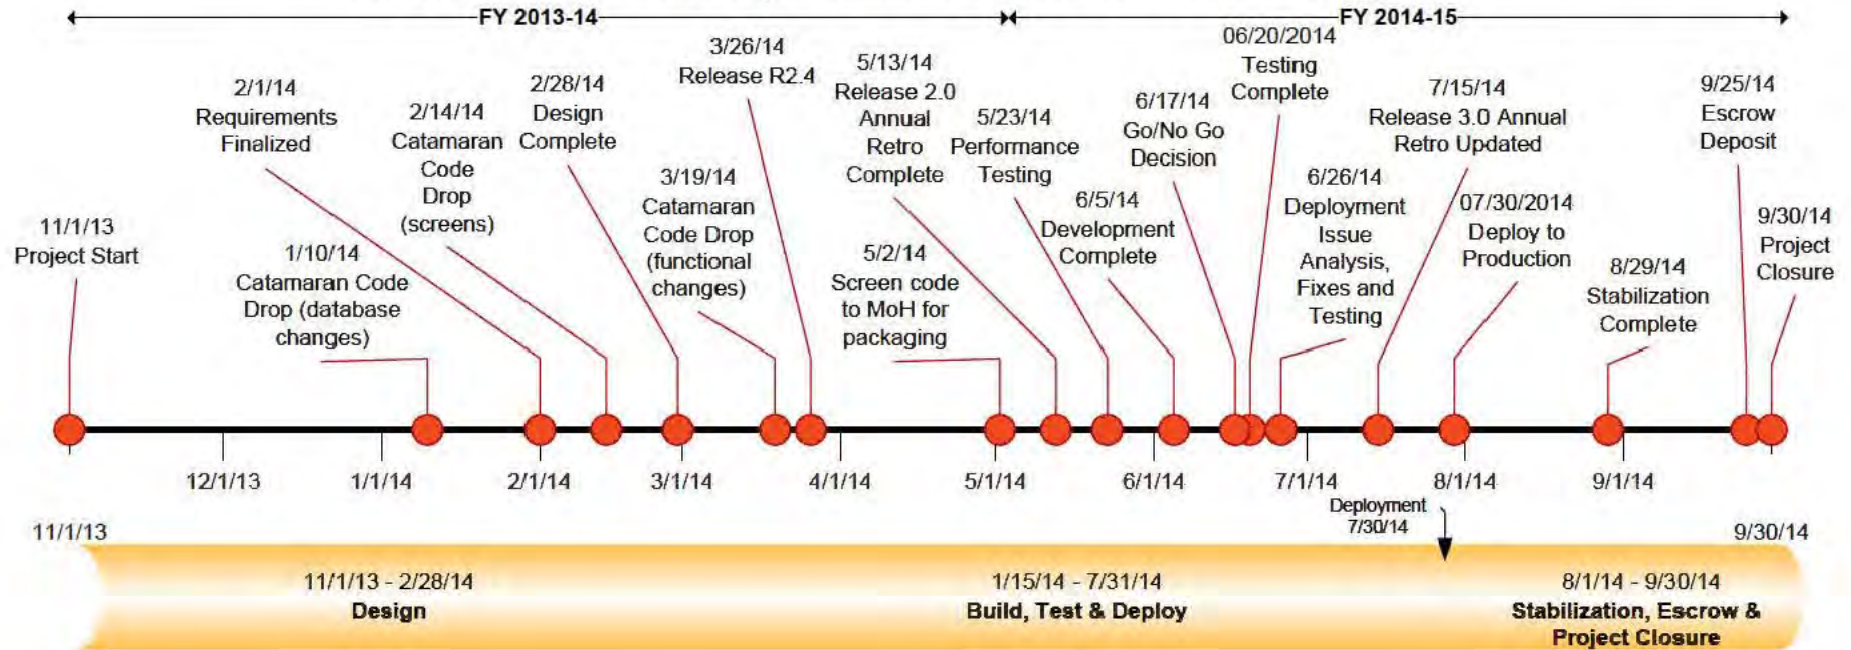 FY 2013-14
FY 2014-15
11/1/13
Project Start
1/10/14
Catamaran Code
Drop (database
changes)
2/1/14
Requirements
Finalized
2/14/14
Catamaran
Code
Drop
(screens)
2/28/14
Design
Complete
3/19/14
Catamaran
Code Drop
(functional
changes)
3/26/14
Release R2.4
5/2/14
Screen code
to MoH for
packaging
5/13/14
Release 2.0
Annual
Retro
Complete
5/23/14
Performance
Testing
6/5/14
Development
Complete
6/17/14
Go/No Go
Decision
06/20/2014
Testing
Complete
6/26/14
Deployment
Issue
Analysis,
Fixes and
Testing
7/15/14
Release 3.0 Annual
Retro Updated
07/30/2014
Deploy to
Production
8/29/14
Stabilization
Complete
9/25/14
Escrow
Deposit
9/30/14
Project
Closure
12/1/13
1/1/14
2/1/14
3/1/14
4/1/14
5/1/14
6/1/14
7/1/14
8/1/14
9/1/14
Deployment
7/30/14
11/1/13
9/30/14
11/1/13 - 2/28/14
Design
1/15/14 - 7/31/14
Build, Test & Deploy
8/1/14 - 9/30/14
Stabilization, Escrow &
Project Closure